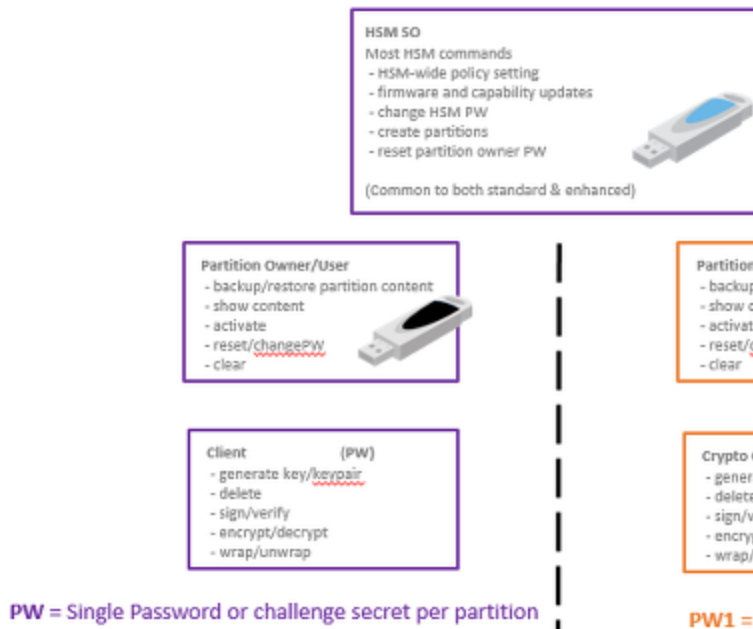 HSM SO
Most HSM commands
- HSM-wide policy setting
- firmware and capability updates
- change HSM PW
- create partitions
- reset partition owner PW
(Common to both standard & enhanced)
Partition Owner/User
- backup/restore partition content
- show content
- activate
- reset/changePW
- clear
Partition
- backup
- show c
- activat
- reset/c
- clear
Client (PW)
- generate key/keypair
- delete
- sign/verify
- encrypt/decrypt
- wrap/unwrap
Crypto
- gener
- delete
- sign/v
- encry
- wrap/
PW = Single Password or challenge secret per partition
PW1 =